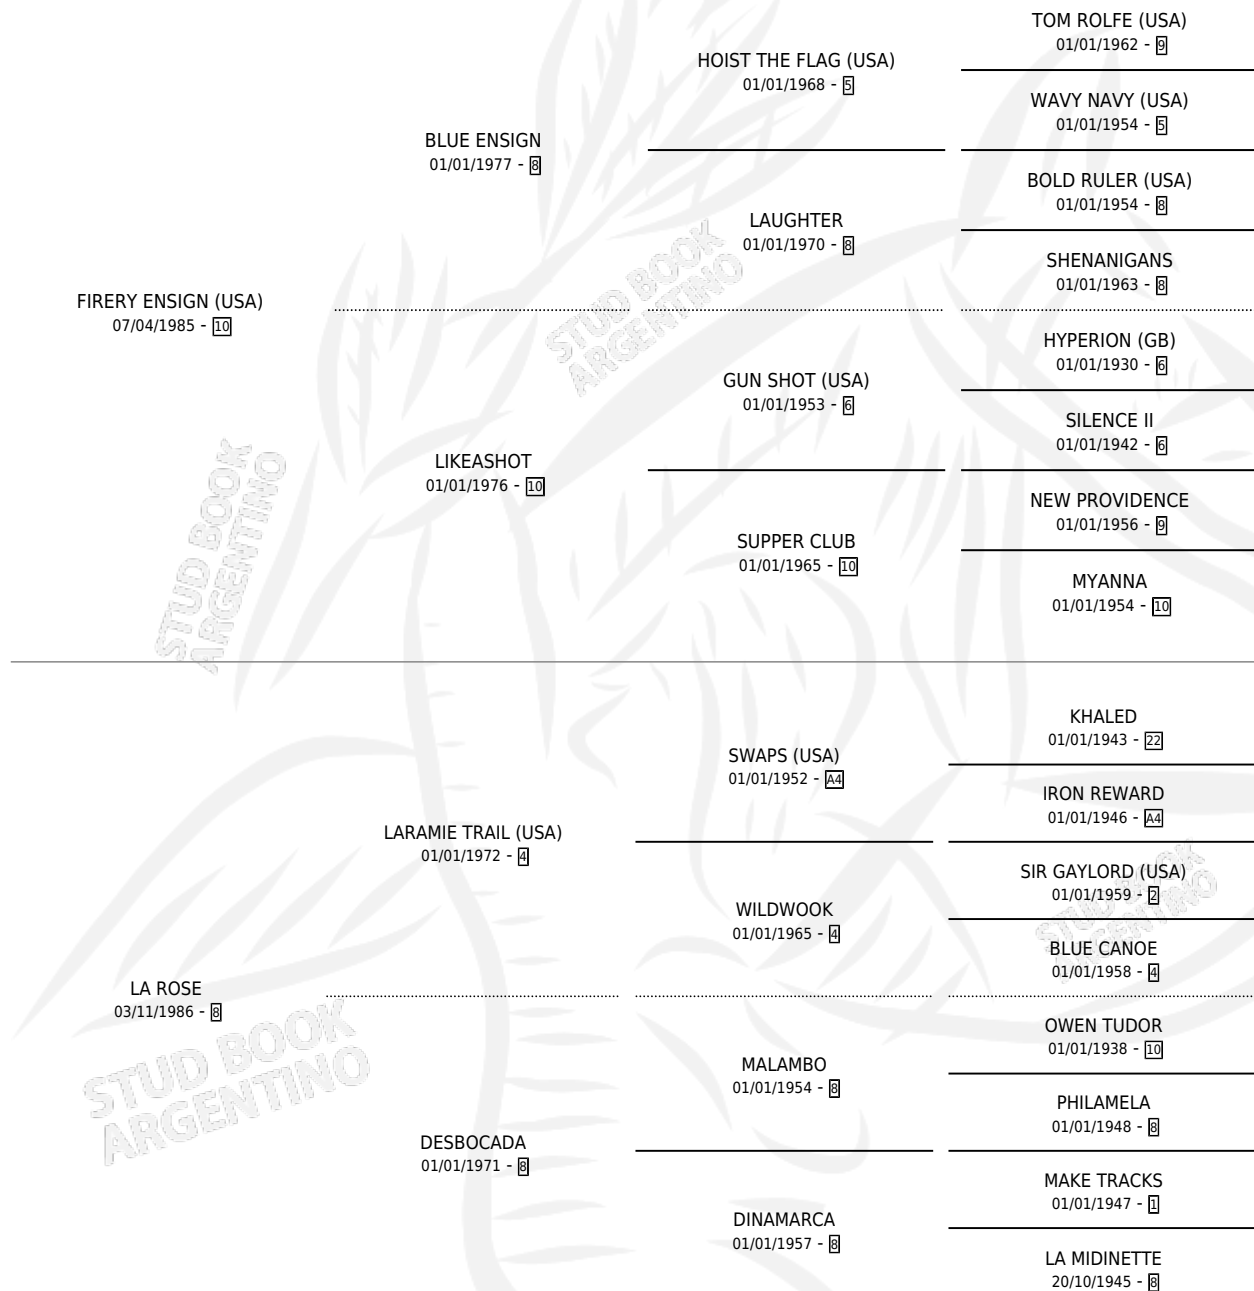 TOM ROLFE (USA)
01/01/1962 - 9
HOIST THE FLAG (USA)
01/01/1968 - 5
WAVY NAVY (USA)
01/01/1954 - 5
BLUE ENSIGN
01/01/1977 - 8
BOLD RULER (USA)
01/01/1954 - 8
LAUGHTER
01/01/1970 - 8
SHENANIGANS
01/01/1963 - 8
FIRERY ENSIGN (USA)
07/04/1985 - 10
STUD BOOK
ARGENTINO
HYPERION (GB)
01/01/1930 - 6
GUN SHOT (USA)
01/01/1953 - 6
SILENCE II
01/01/1942 - 6
LIKEASHOT
01/01/1976 - 10
NEW PROVIDENCE
01/01/1956 - 9
SUPPER CLUB
01/01/1965 - 10
MYANNA
01/01/1954 - 10
STUD BOOK
ARGENTINO
KHALED
01/01/1943 - 22
SWAPS (USA)
01/01/1952 - A4
IRON REWARD
01/01/1946 - A4
LARAMIE TRAIL (USA)
01/01/1972 - 4
SIR GAYLORD (USA)
01/01/1959 - 2
WILDWOOK
01/01/1965 - 4
STUD BOOK
ARGENTINO
BLUE CANOE
01/01/1958 - 4
LA ROSE
03/11/1986 - 8
STUD BOOK
ARGENTINO
OWEN TUDOR
01/01/1938 - 10
MALAMBO
01/01/1954 - 8
PHILAMELA
01/01/1948 - 8
DESBOCADA
01/01/1971 - 8
MAKE TRACKS
01/01/1947 - 1
DINAMARCA
01/01/1957 - 8
LA MIDINETTE
20/10/1945 - 8